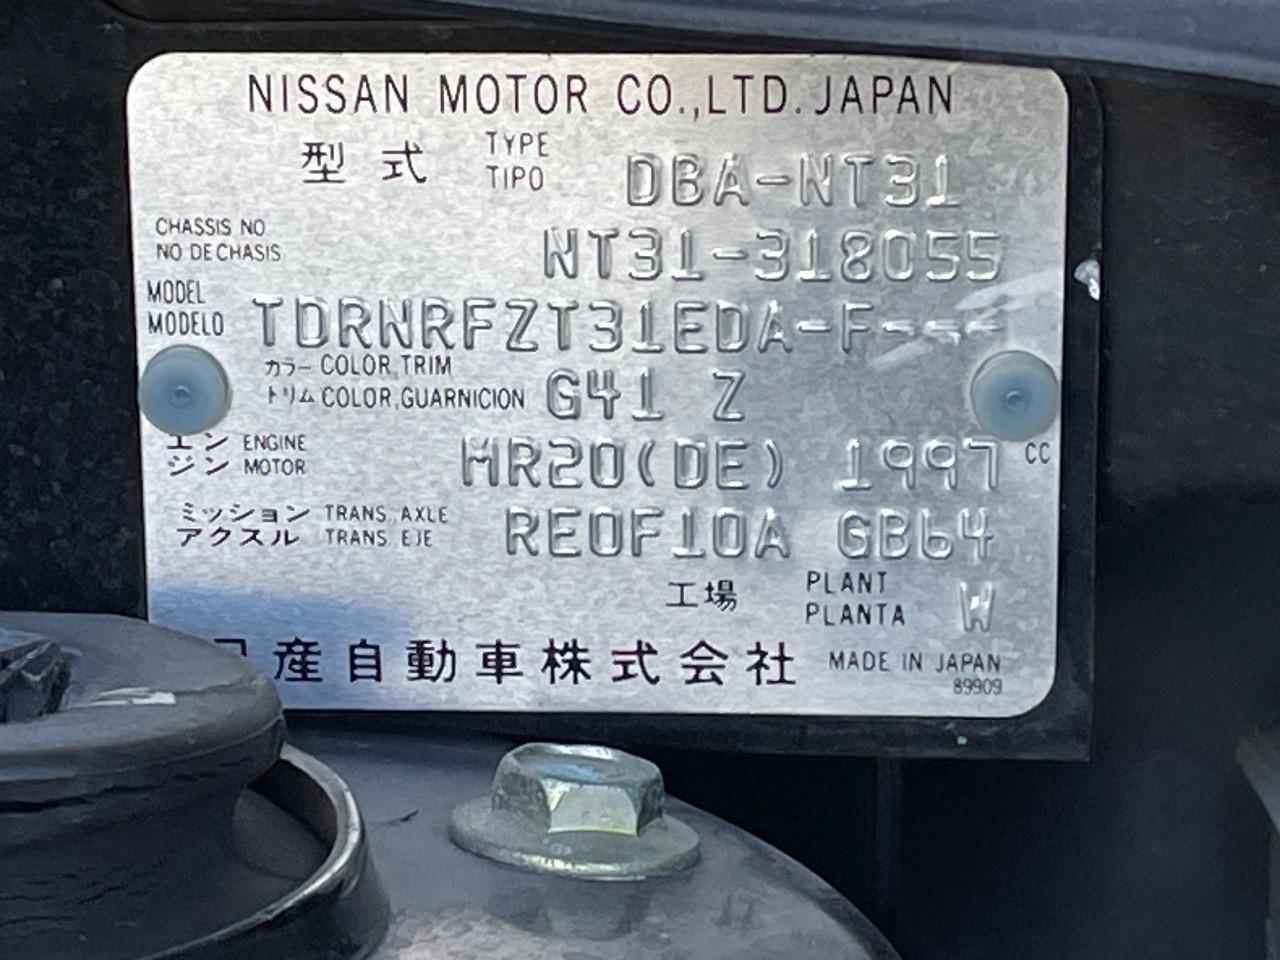 NISSAN MOTOR CO.,LTD. JAPAN
型式 TYPE TIPO DBA-NT31
CHASSIS NO
NO DE CHASIS NT31-318055
MODEL
MODELO TDRNRFZT31EDA-F---
カラー COLOR,TRIM
トリム COLOR,GUARNICION G41 Z
エン ENGINE
ジン MOTOR MR20(DE) 1997 CC
ミッション TRANS. AXLE
アクスル TRANS EJE RE0F10A GB64
工場 PLANT PLANTA W
日産自動車株式会社 MADE IN JAPAN
89909